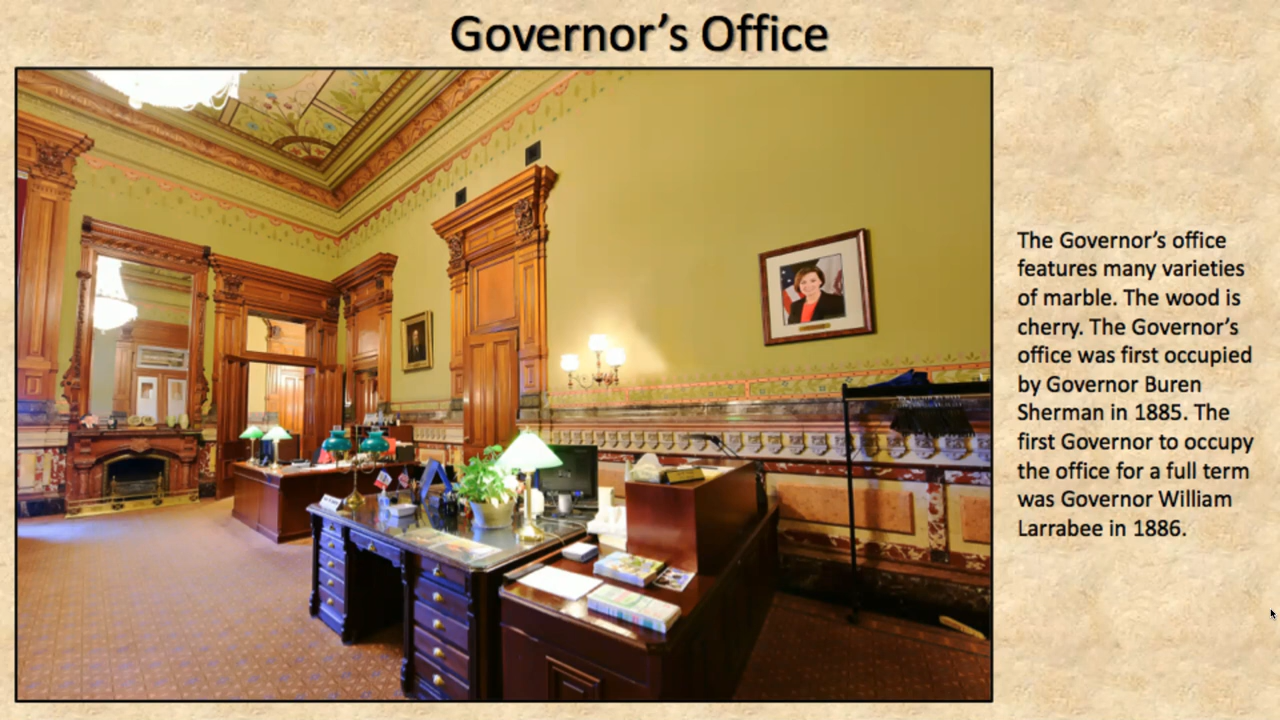 Governor’s Office
The Governor’s office
features many varieties
of marble. The wood is
cherry. The Governor’s
office was first occupied
by Governor Buren
Sherman in 1885. The
first Governor to occupy
the office for a full term
was Governor William
Larrabee in 1886.